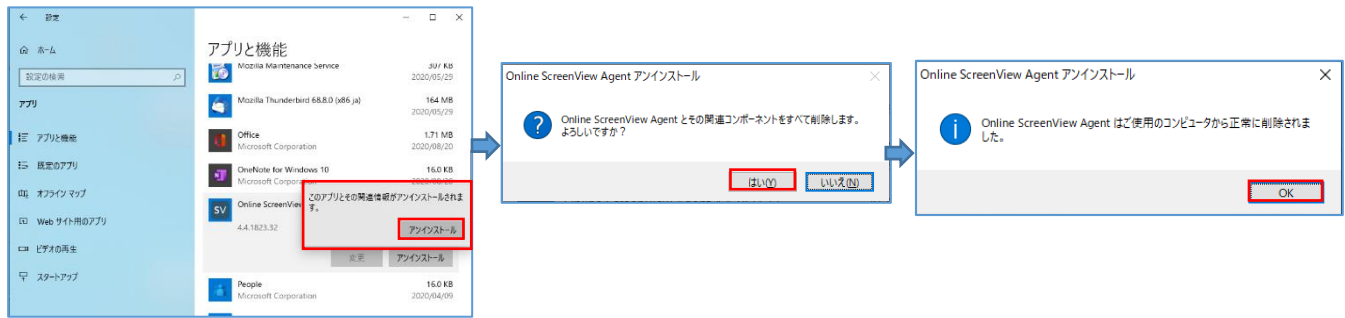 設定
ホーム
設定の検索
アプリ
アプリと機能
既定のアプリ
オフライン マップ
Web サイト用のアプリ
ビデオの再生
スタートアップ
アプリと機能
Mozilla Maintenance Service 307 KB
2020/05/29
Mozilla Thunderbird 68.8.0 (x86 ja) 164 MB
2020/05/29
Office 1.71 MB
Microsoft Corporation 2020/08/20
OneNote for Windows 10 16.0 KB
Microsoft Corporation
Online ScreenView
4.4.1823.32
このアプリとその関連情報がアンインストールされま
す。
アンインストール
変更 アンインストール
People 16.0 KB
Microsoft Corporation 2020/04/09
Online ScreenView Agent アンインストール
Online ScreenView Agent とその関連コンポーネントをすべて削除します。
よろしいですか？
はい(Y) いいえ(N)
Online ScreenView Agent アンインストール
Online ScreenView Agent はご使用のコンピュータから正常に削除されま
した。
OK